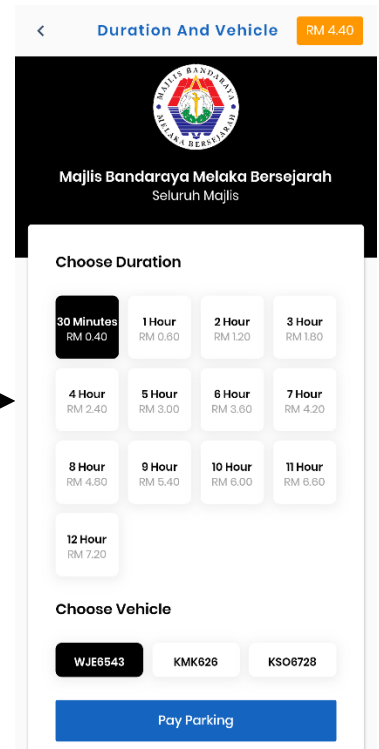 Duration And Vehicle
RM 4.40
MAJLIS BANDARAYA
MELAKA BERSEJARAH
Majlis Bandaraya Melaka Bersejarah
Seluruh Majlis
Choose Duration
30 Minutes 1 Hour 2 Hour 3 Hour
RM 0.40 RM 0.60 RM 1.20 RM 1.80
4 Hour 5 Hour 6 Hour 7 Hour
RM 2.40 RM 3.00 RM 3.60 RM 4.20
8 Hour 9 Hour 10 Hour 11 Hour
RM 4.80 RM 5.40 RM 6.00 RM 6.60
12 Hour
RM 7.20
Choose Vehicle
WJE6543 KMK626 KSO6728
Pay Parking